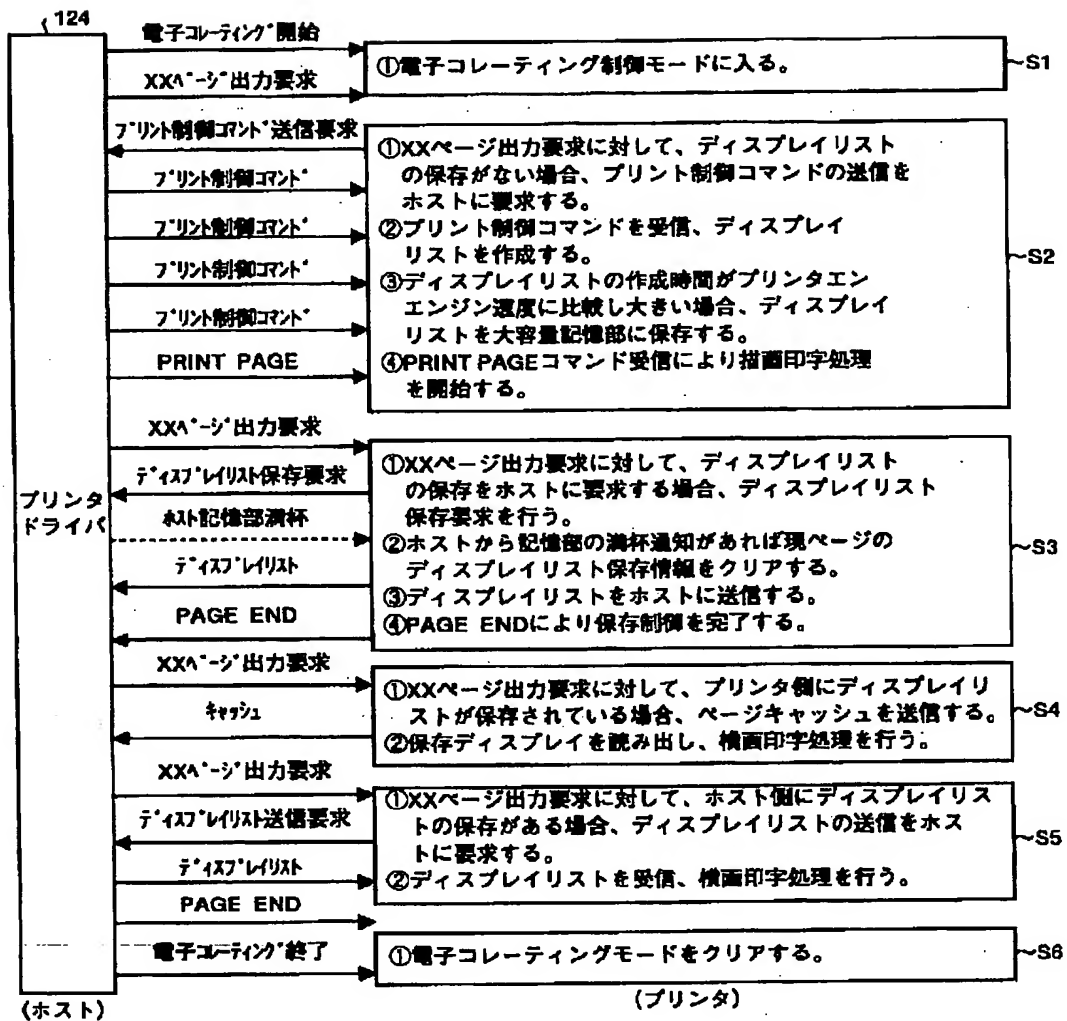 124
電子コレーティング開始
①電子コレーティング制御モードに入る。
S1
XXページ出力要求
プリント制御コマンド送信要求
①XXページ出力要求に対して、ディスプレイリスト
の保存がない場合、プリント制御コマンドの送信を
ホストに要求する。
②プリント制御コマンドを受信、ディスプレイ
リストを作成する。
③ディスプレイリストの作成時間がプリンタエン
エンジン速度に比較し大きい場合、ディスプレイ
リストを大容量記憶部に保存する。
④PRINT PAGEコマンド受信により描画印字処理
を開始する。
S2
プリント制御コマンド
プリント制御コマンド
プリント制御コマンド
プリント制御コマンド
PRINT PAGE
XXページ出力要求
①XXページ出力要求に対して、ディスプレイリスト
の保存をホストに要求する場合、ディスプレイリスト
保存要求を行う。
②ホストから記憶部の満杯通知があれば現ページの
ディスプレイリスト保存情報をクリアする。
③ディスプレイリストをホストに送信する。
④PAGE ENDにより保存制御を完了する。
S3
ディスプレイリスト保存要求
プリンタ
ドライバ
ホスト記憶部満杯
ディスプレイリスト
PAGE END
XXページ出力要求
①XXページ出力要求に対して、プリンタ側にディスプレイリ
ストが保存されている場合、ページキャッシュを送信する。
②保存ディスプレイを読み出し、横画印字処理を行う。
S4
キャッシュ
XXページ出力要求
①XXページ出力要求に対して、ホスト側にディスプレイリス
トの保存がある場合、ディスプレイリストの送信をホス
トに要求する。
②ディスプレイリストを受信、横画印字処理を行う。
S5
ディスプレイリスト送信要求
ディスプレイリスト
PAGE END
電子コレーティング終了
①電子コレーティングモードをクリアする。
S6
(ホスト)
(プリンタ)